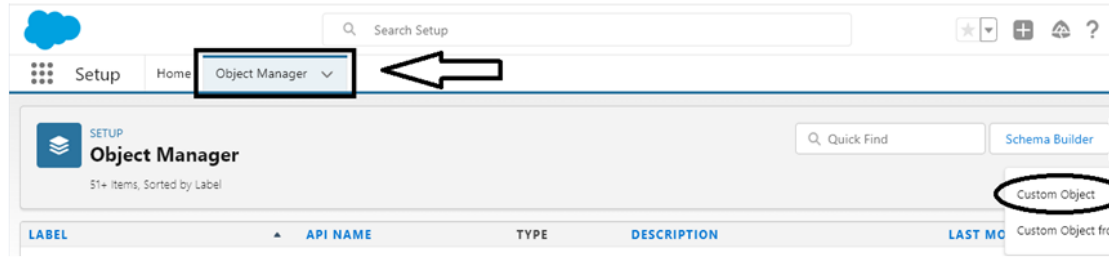 Search Setup
?
Setup Home Object Manager
SETUP
Object Manager
51+ Items, Sorted by Label
Quick Find
Schema Builder
Custom Object
LABEL API NAME TYPE DESCRIPTION LAST MO
Custom Object fro